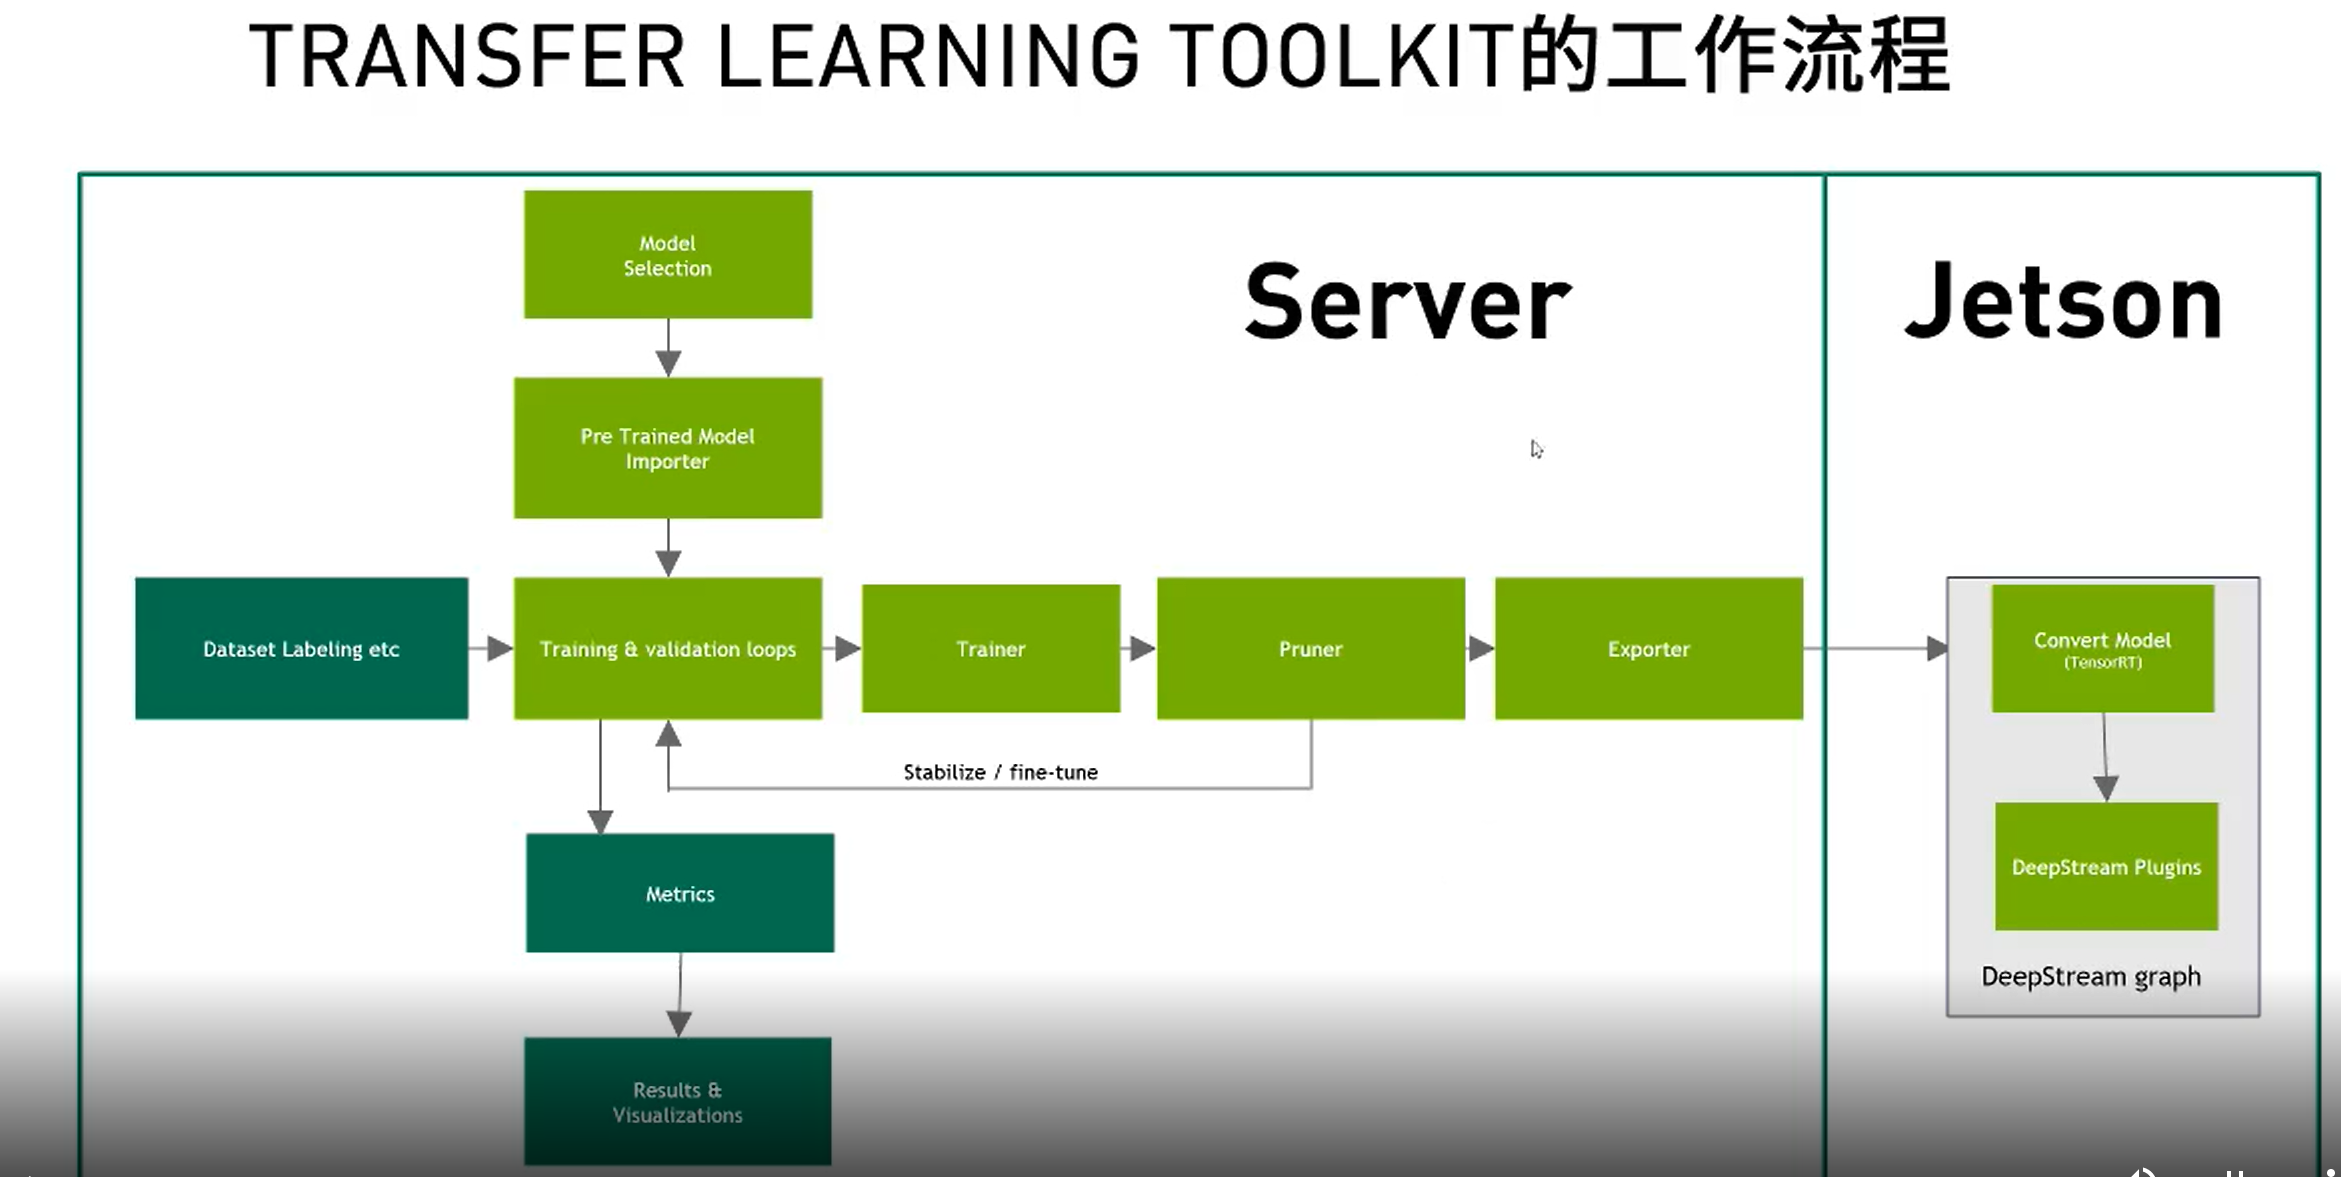 TRANSFER LEARNING TOOLKIT的工作流程
Model
Selection
Server
Jetson
Pre Trained Model
Importer
Dataset Labeling etc
Training & validation loops
Trainer
Pruner
Exporter
Convert Model
(TensorRT)
Stabilize / fine-tune
Metrics
DeepStream Plugins
DeepStream graph
Results &
Visualizations